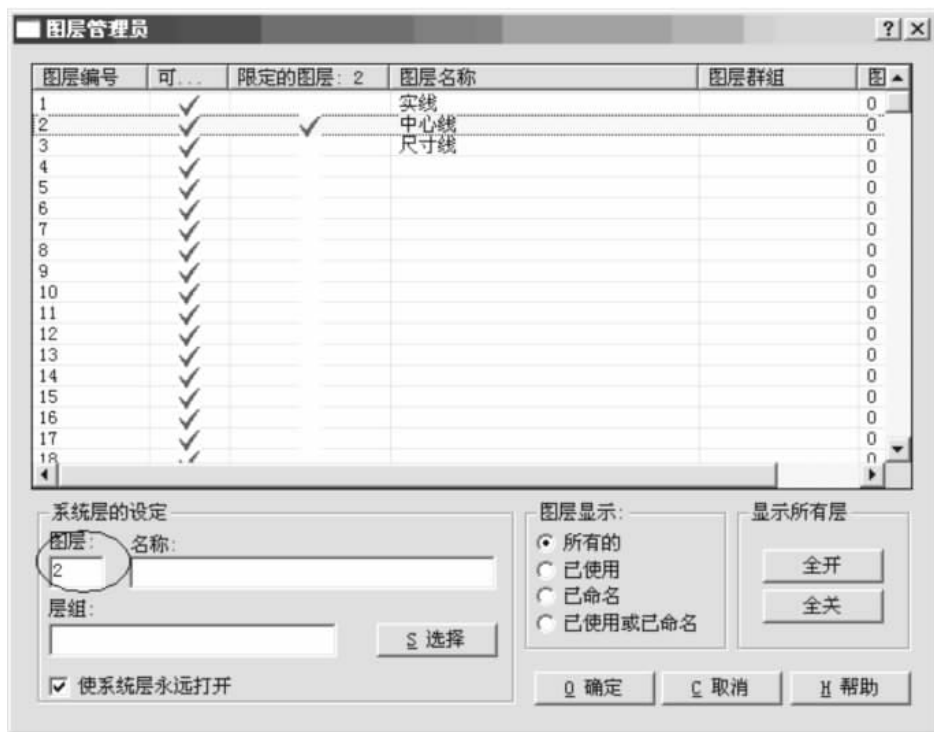 图层管理员
图层编号 可... 限定的图层: 2 图层名称 图层群组 图
1 实线 0
2 中心线 0
3 尺寸线 0
4 0
5 0
6 0
7 0
8 0
9 0
10 0
11 0
12 0
13 0
14 0
15 0
16 0
17 0
18 0
系统层的设定
图层: 名称:
2
层组:
S 选择
使系统层永远打开
图层显示:
所有的
已使用
已命名
已使用或已命名
显示所有层
全开
全关
O 确定 C 取消 H 帮助